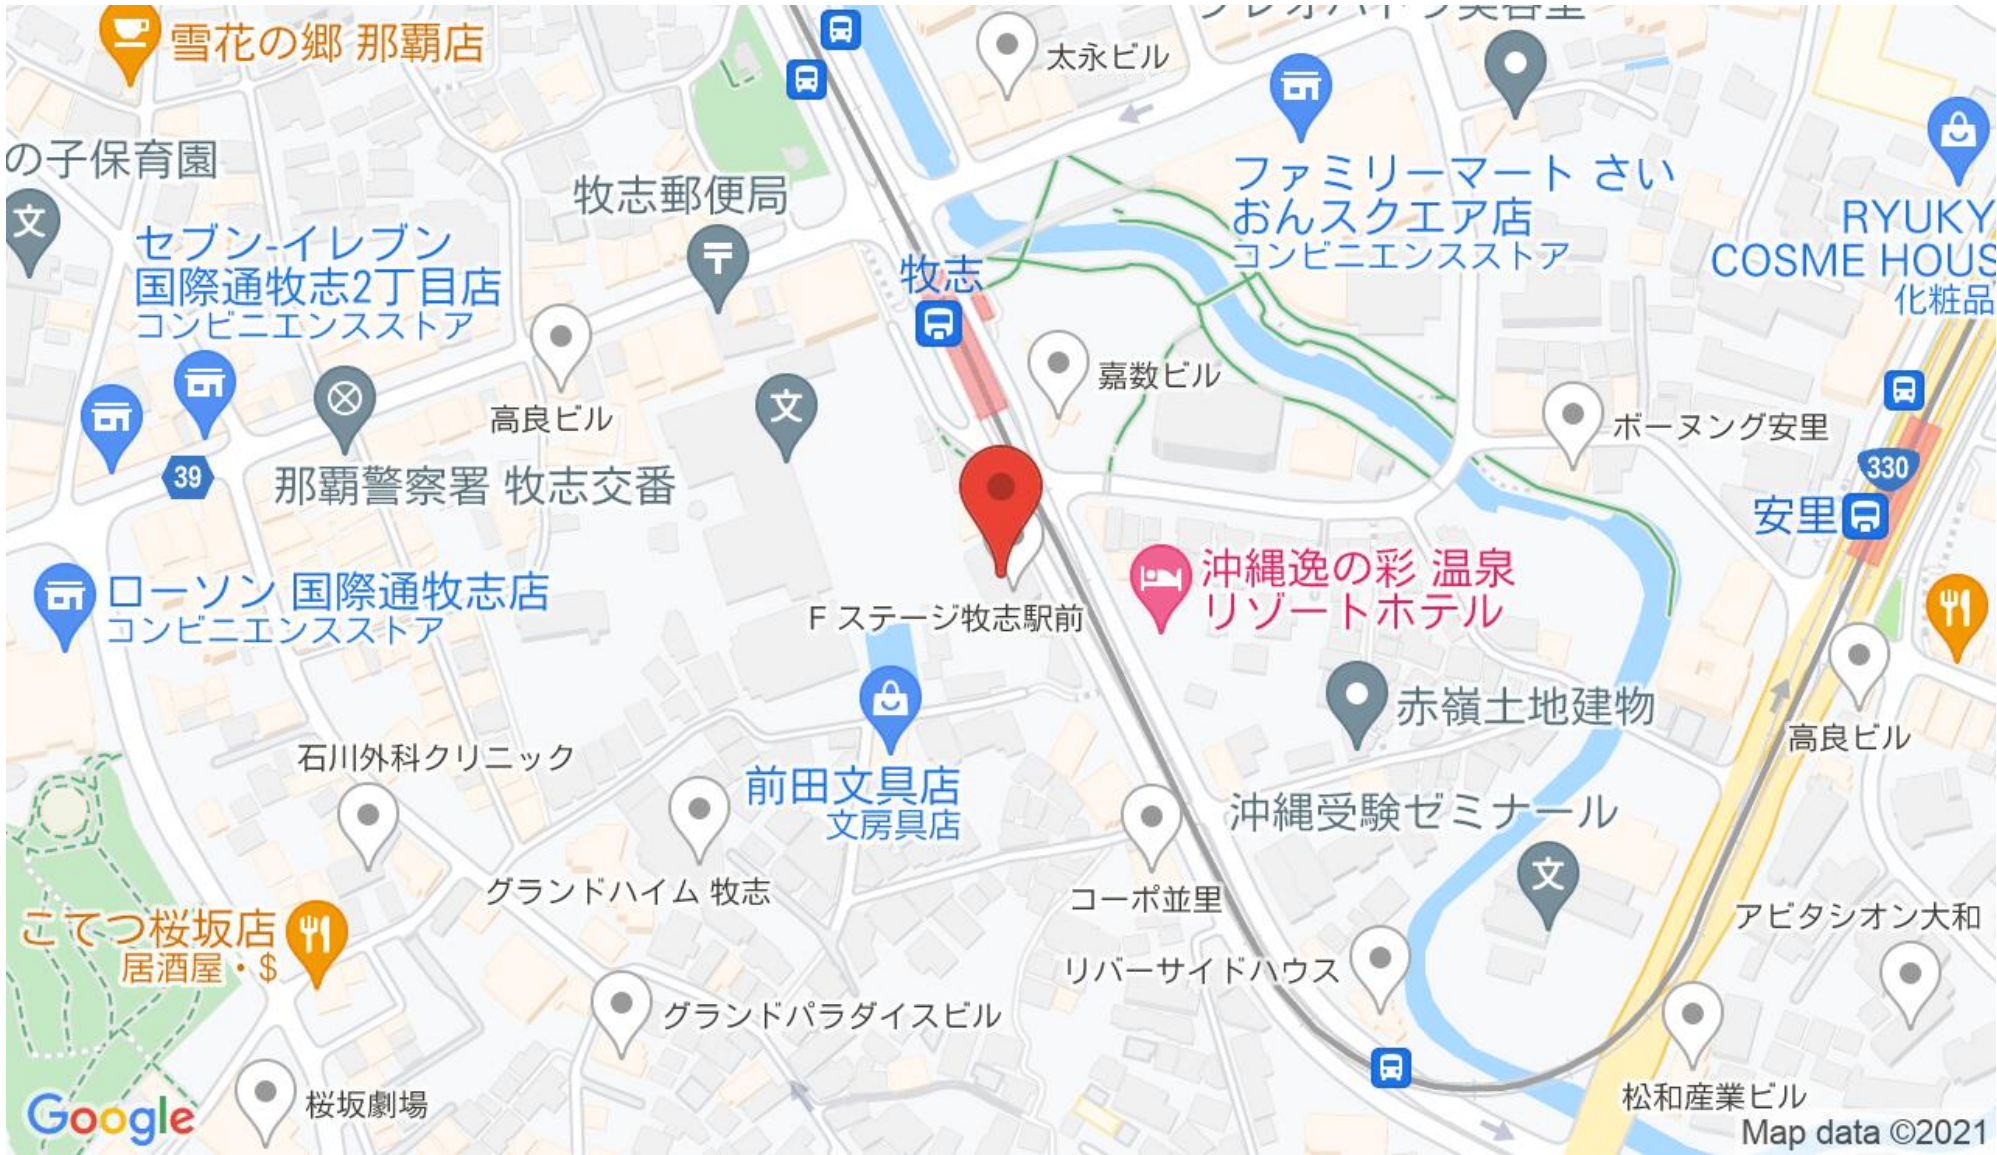 雪花の郷 那覇店
太永ビル
の子保育園
牧志郵便局
ファミリーマート さい
おんスクエア店
コンビニエンスストア
RYUKY
COSME HOUS
化粧品
セブン-イレブン
国際通牧志2丁目店
コンビニエンスストア
牧志
嘉数ビル
高良ビル
文
文
ボーヌング安里
39
那覇警察署 牧志交番
330
安里
ローソン 国際通牧志店
コンビニエンスストア
Fステージ牧志駅前
沖縄逸の彩 温泉
リゾートホテル
赤嶺土地建物
高良ビル
石川外科クリニック
前田文具店
文房具店
沖縄受験ゼミナール
文
グランドハイム 牧志
コーポ並里
アビタシオン大和
こてつ桜坂店
居酒屋・$
リバーサイドハウス
グランドパラダイスビル
桜坂劇場
松和産業ビル
Google
Map data ©2021